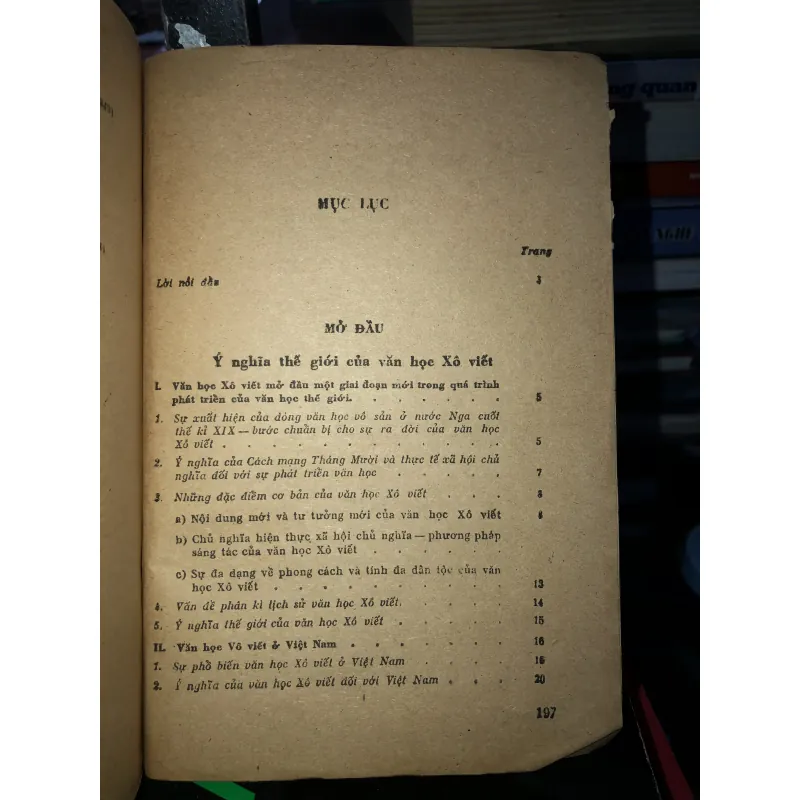 MỤC LỤC
Trang
Lời nói đầu 3
MỞ ĐẦU
Ý nghĩa thế giới của văn học Xô viết
I. Văn học Xô viết mở đầu một giai đoạn mới trong quá trình
phát triển của văn học thế giới. . . . . . . 5
1. Sự xuất hiện của dòng văn học vô sản ở nước Nga cuối
thế kỉ XIX — bước chuẩn bị cho sự ra đời của văn học
Xô viết . . . . . . . . . . . 5
2. Ý nghĩa của Cách mạng Tháng Mười và thực tế xã hội chủ
nghĩa đối với sự phát triển văn học . . . . . 7
3. Những đặc điểm cơ bản của văn học Xô viết . . . 8
a) Nội dung mới và tư tưởng mới của văn học Xô viết 8
b) Chủ nghĩa hiện thực xã hội chủ nghĩa — phương pháp
sáng tác của văn học Xô viết . . . . .
c) Sự đa dạng về phong cách và tính đa dân tộc của văn
học Xô viết . . . . . . . . . 13
4. Vấn đề phân kì lịch sử văn học Xô viết. . . . . 14
5. Ý nghĩa thế giới của văn học Xô viết . . . . . 15
II. Văn học Vô viết ở Việt Nam . . . . . . . 16
1. Sự phổ biến văn học Xô viết ở Việt Nam . . . . 16
2. Ý nghĩa của văn học Xô viết đối với Việt Nam . . . 20
197
ng quan